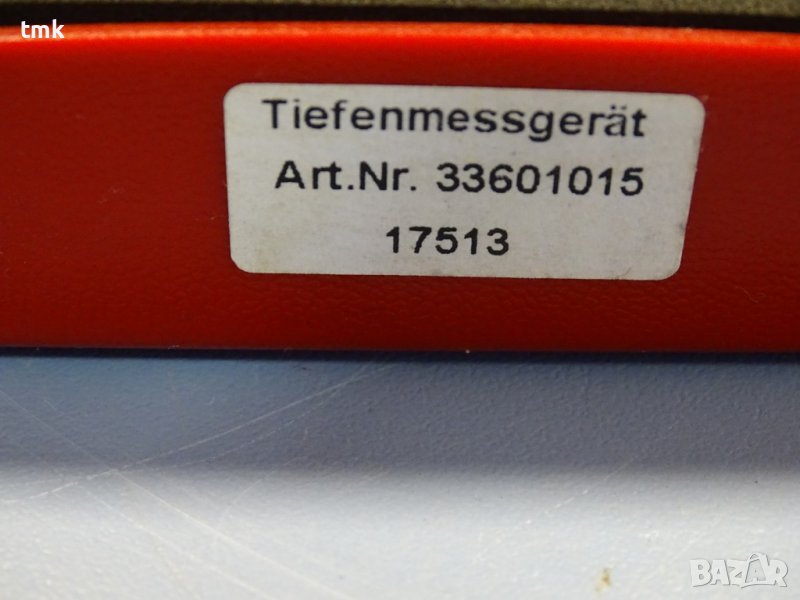 tmk
Tiefenmessgerät
Art.Nr. 33601015
17513
BAZAR